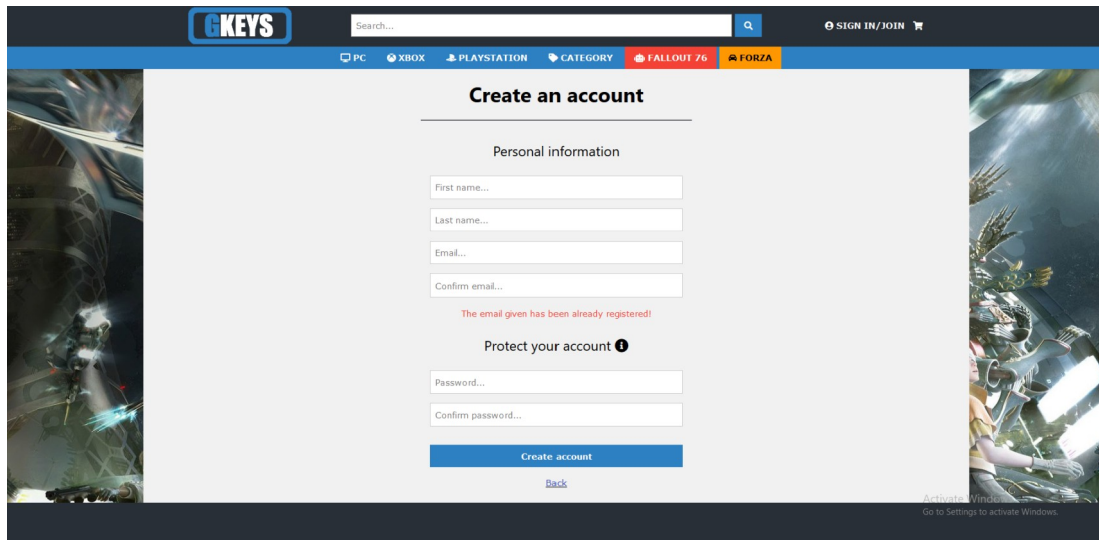 GKEYS
Search...
SIGN IN/JOIN
PC XBOX PLAYSTATION CATEGORY FALLOUT 76 FORZA
Create an account
Personal information
First name...
Last name...
Email...
Confirm email...
The email given has been already registered!
Protect your account
Password...
Confirm password...
Create account
Back
Activate Windows
Go to Settings to activate Windows.